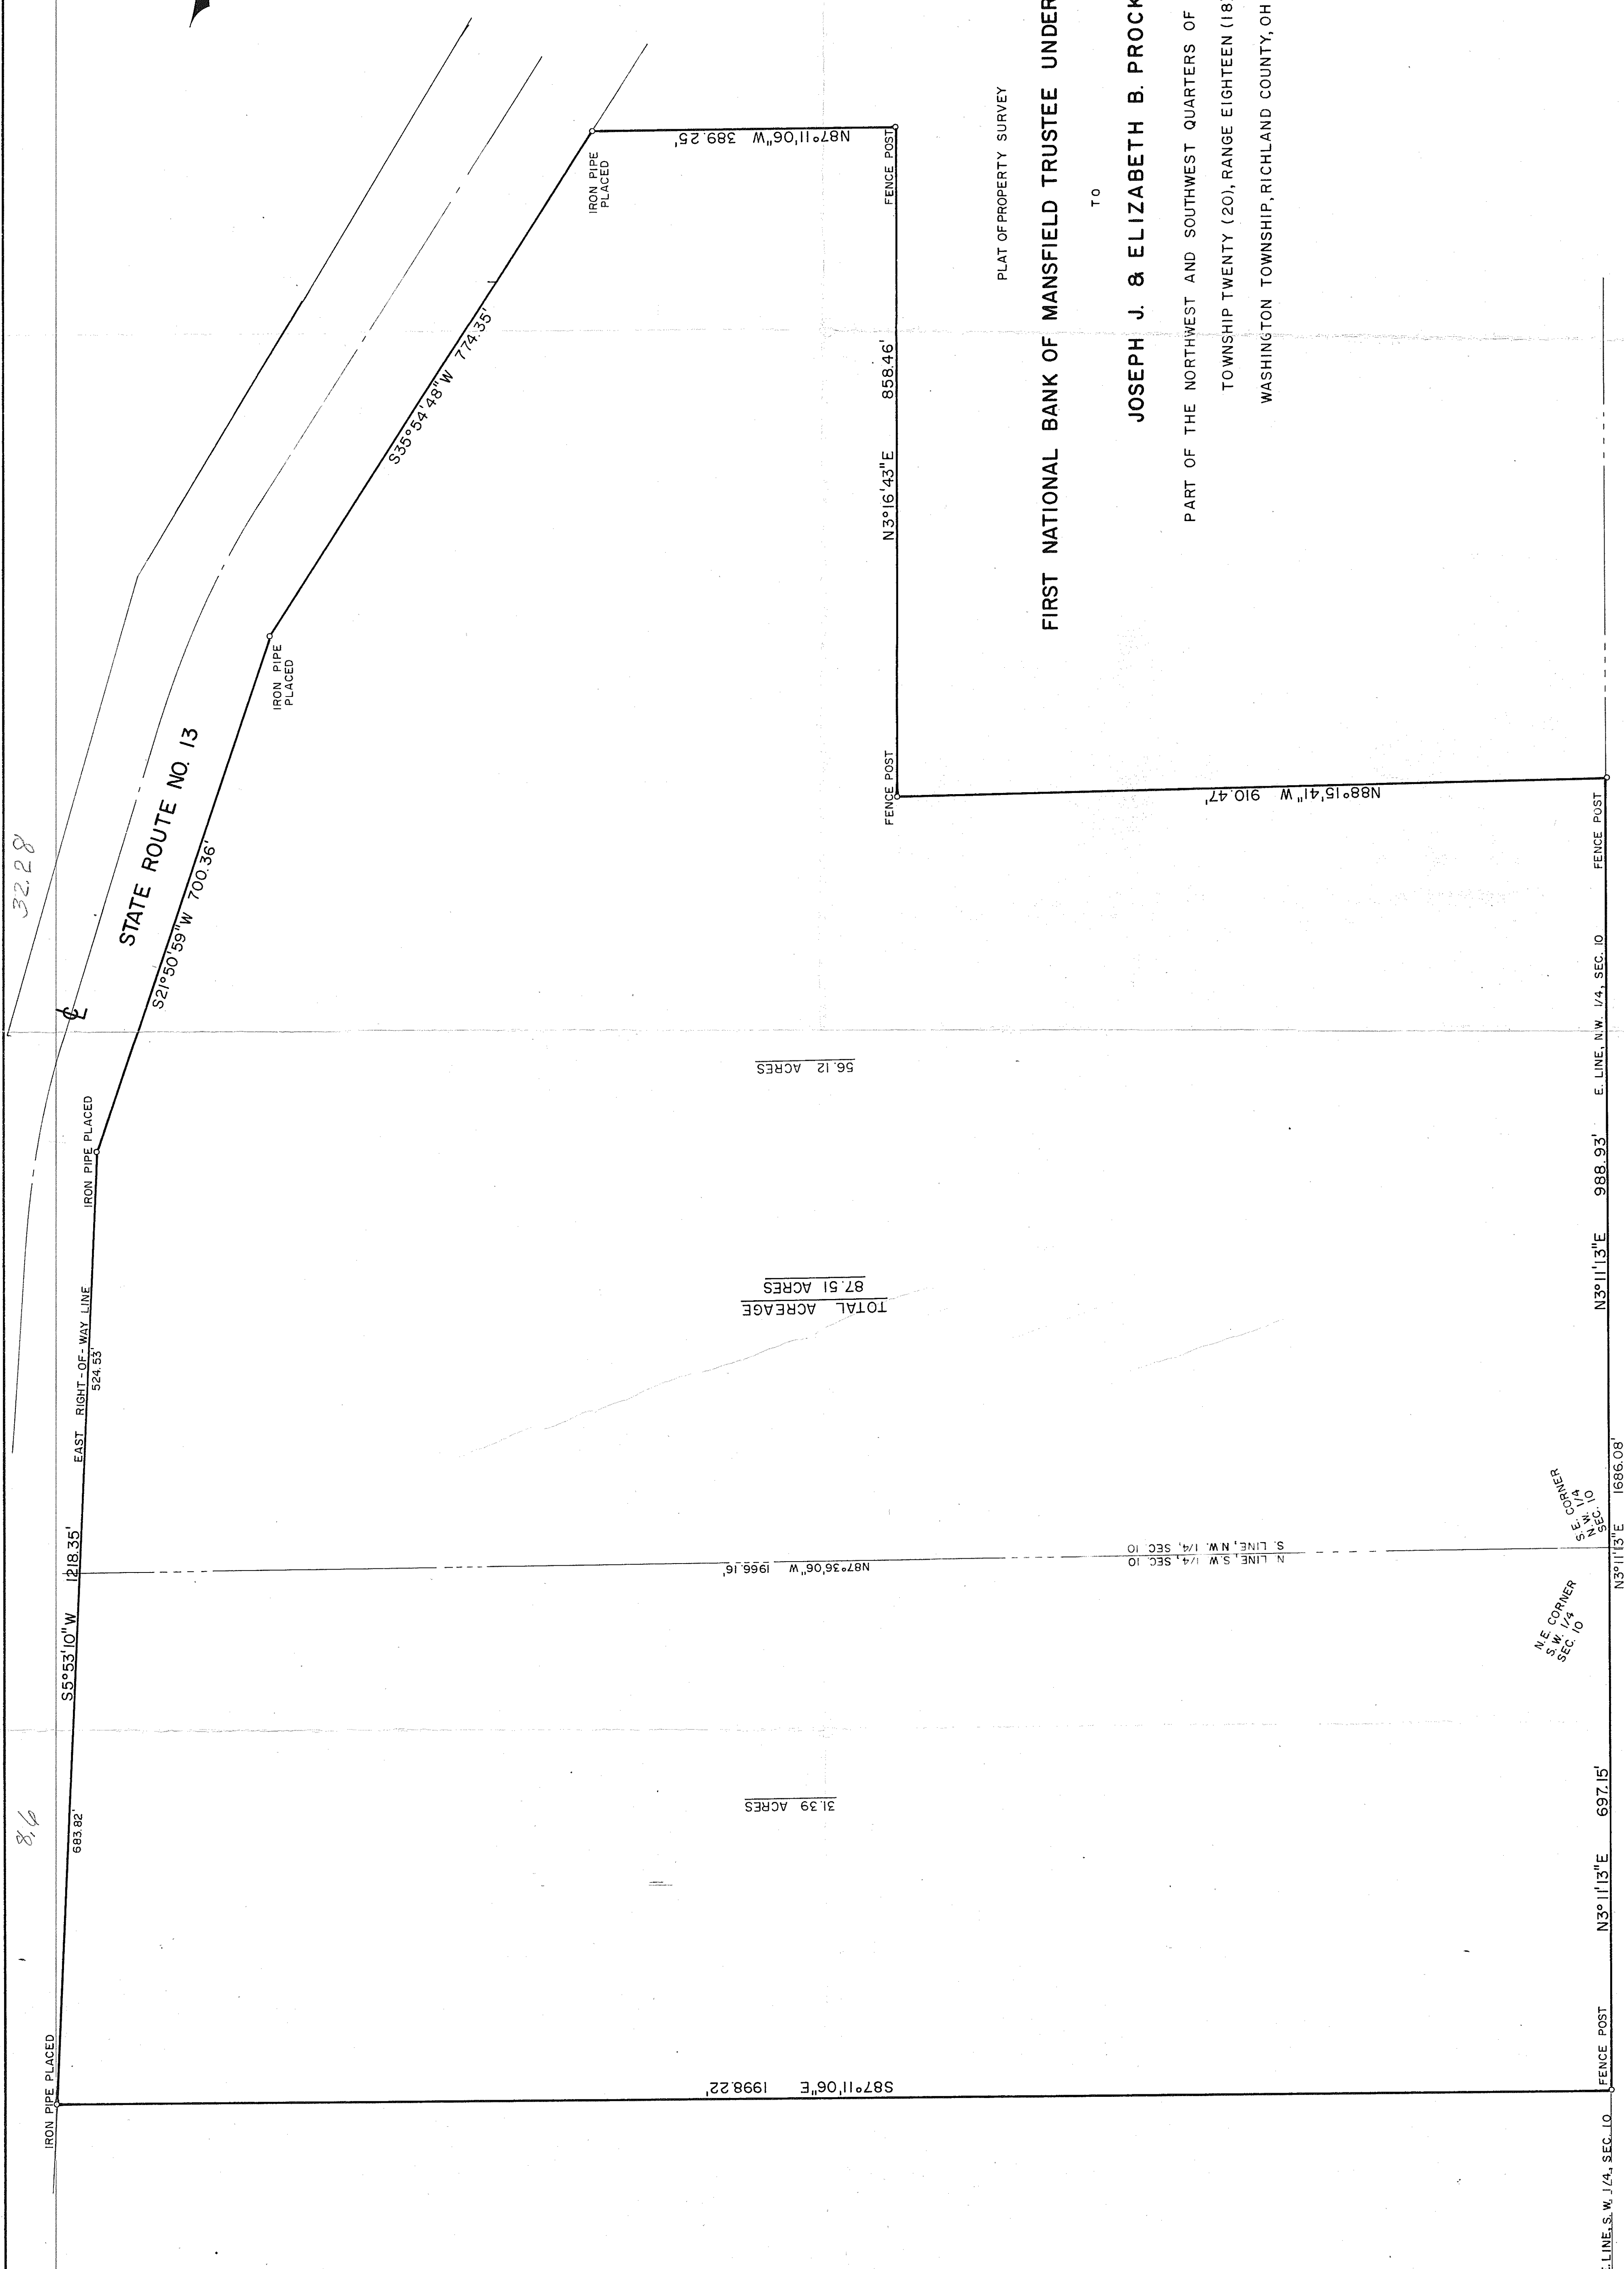 32.28
8.6
STATE ROUTE NO. 13
S35°54'48"W 774.35'
S21°50'59"W 700.36'
IRON PIPE
PLACED
IRON PIPE
PLACED
N87°11'06"W 389.25'
FENCE POST
N3°16'43"E 858.46'
FENCE POST
N88°15'41"W 910.47'
FENCE POST
PLAT OF PROPERTY SURVEY
FIRST NATIONAL BANK OF MANSFIELD TRUSTEE UNDER
TO
JOSEPH J. & ELIZABETH B. PROCK
PART OF THE NORTHWEST AND SOUTHWEST QUARTERS OF
TOWNSHIP TWENTY (20), RANGE EIGHTEEN (18
WASHINGTON TOWNSHIP, RICHLAND COUNTY, OH
IRON PIPE PLACED
EAST RIGHT-OF-WAY LINE
524.53'
S5°53'10"W 1218.35'
683.82'
IRON PIPE PLACED
56.12 ACRES
TOTAL ACREAGE
87.51 ACRES
S. LINE, N.W. 1/4, SEC. 10
N87°36'06"W 1966.16'
N LINE, S.W. 1/4, SEC. 10
31.39 ACRES
S87°11'06"E 1998.22'
E. LINE, N.W. 1/4, SEC. 10
N3°11'13"E 988.93'
S.E. CORNER
N.W. 1/4
SEC. 10
N3°11'13"E 1686.08'
N.E. CORNER
S.W. 1/4
SEC. 10
N3°11'13"E 697.15'
FENCE POST
LINE, S.W. 1/4, SEC. 10